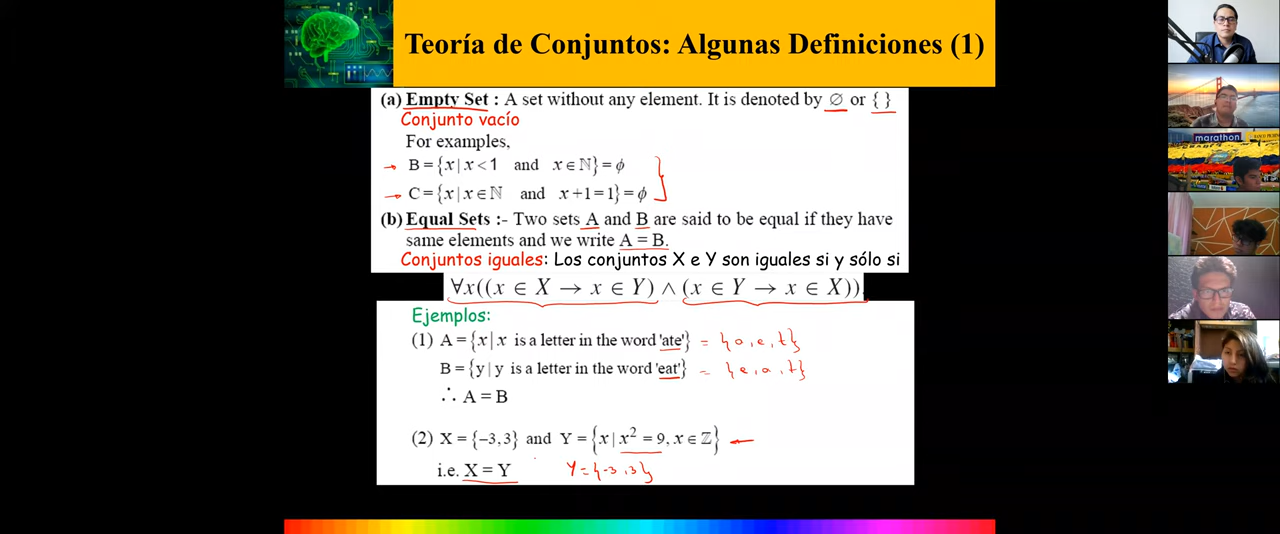 Teoría de Conjuntos: Algunas Definiciones (1)
(a) Empty Set : A set without any element. It is denoted by ∅ or { }
Conjunto vacío
For examples,
→ B = {x | x < 1 and x ∈ ℕ} = ϕ
→ C = {x | x ∈ ℕ and x + 1 = 1} = ϕ
(b) Equal Sets :- Two sets A and B are said to be equal if they have
same elements and we write A = B.
Conjuntos iguales: Los conjuntos X e Y son iguales si y sólo si
∀x((x ∈ X → x ∈ Y) ∧ (x ∈ Y → x ∈ X)).
Ejemplos:
(1) A = {x | x is a letter in the word 'ate'} = {a, e, t}
B = {y | y is a letter in the word 'eat'} = {e, a, t}
∴ A = B
(2) X = {−3, 3} and Y = {x | x² = 9, x ∈ ℤ}
i.e. X = Y Y = {-3, 3}
marathon